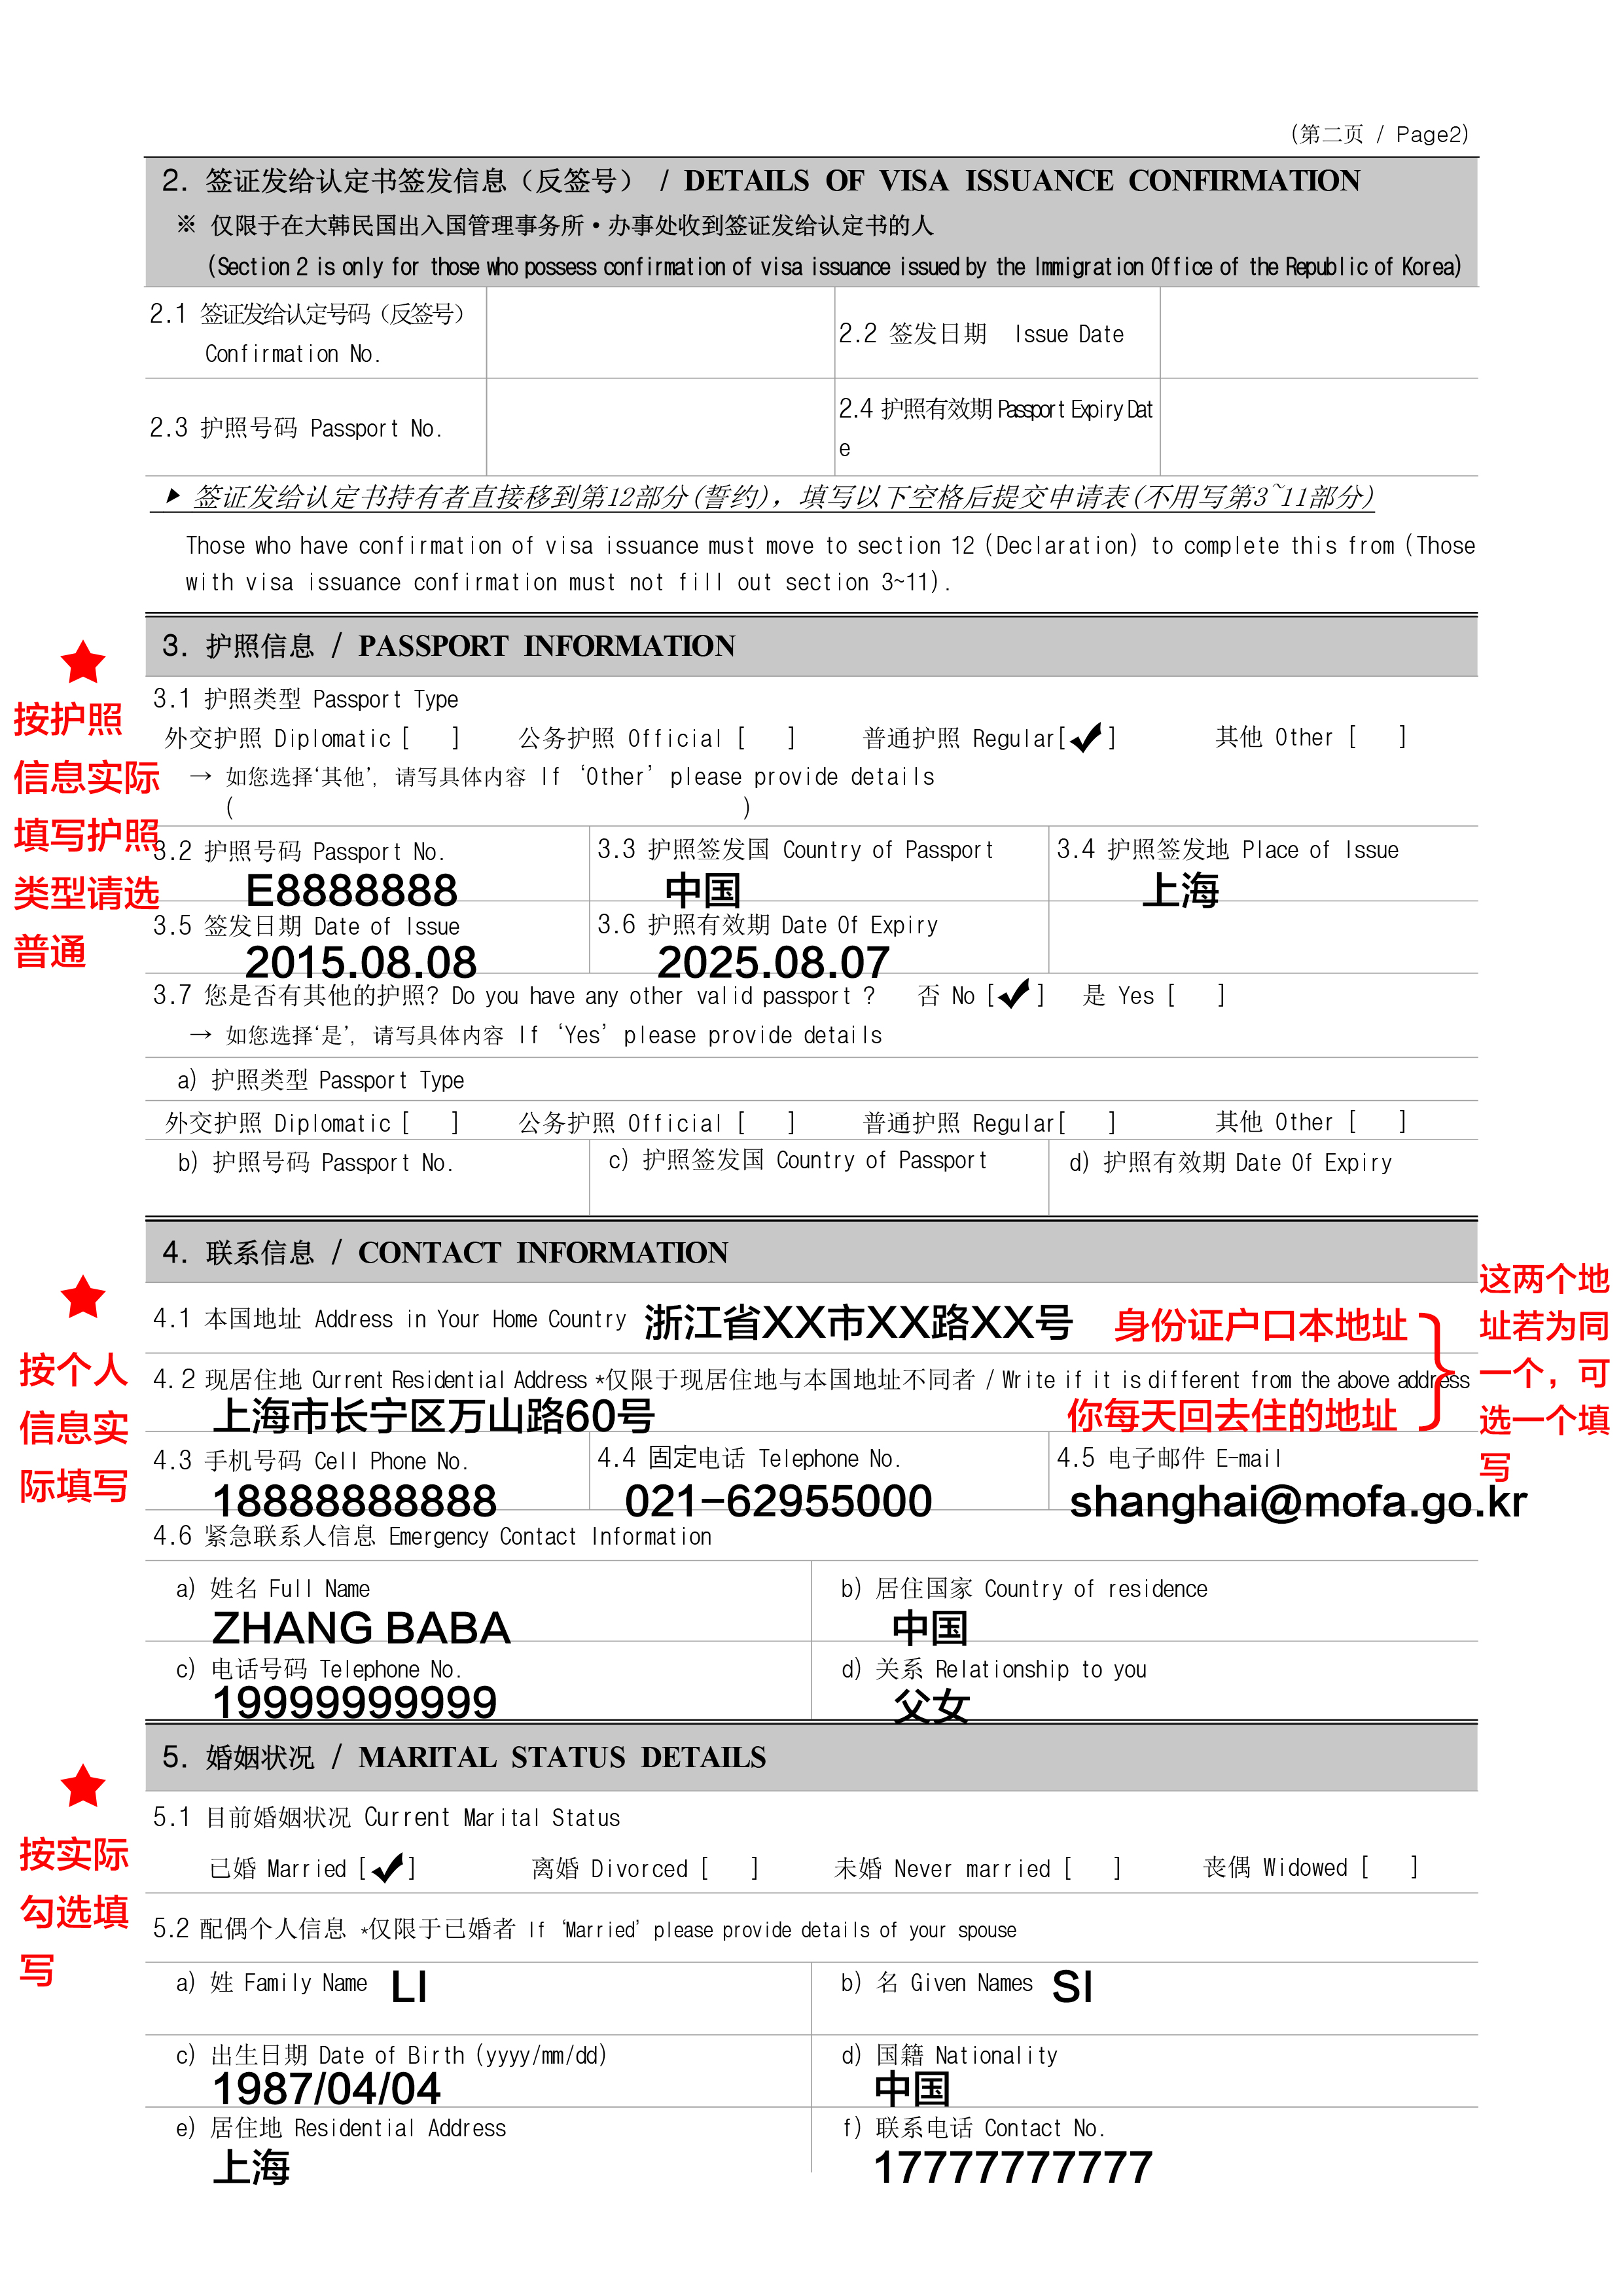 (第二页 / Page2)
2. 签证发给认定书签发信息（反签号） / DETAILS OF VISA ISSUANCE CONFIRMATION
※ 仅限于在大韩民国出入国管理事务所•办事处收到签证发给认定书的人
(Section 2 is only for those who possess confirmation of visa issuance issued by the Immigration Office of the Republic of Korea)
2.1 签证发给认定号码（反签号）
Confirmation No.
2.2 签发日期 Issue Date
2.3 护照号码 Passport No.
2.4 护照有效期 Passport Expiry Dat
e
▶ 签证发给认定书持有者直接移到第12部分(誓约)，填写以下空格后提交申请表(不用写第3~11部分)
Those who have confirmation of visa issuance must move to section 12 (Declaration) to complete this from (Those
with visa issuance confirmation must not fill out section 3~11).
3. 护照信息 / PASSPORT INFORMATION
★
按护照
信息实际
填写护照
类型请选
普通
3.1 护照类型 Passport Type
外交护照 Diplomatic [ ] 公务护照 Official [ ] 普通护照 Regular[✔] 其他 Other [ ]
→ 如您选择‘其他’, 请写具体内容 If ‘Other’ please provide details
( )
3.2 护照号码 Passport No.
E8888888
3.3 护照签发国 Country of Passport
中国
3.4 护照签发地 Place of Issue
上海
3.5 签发日期 Date of Issue
2015.08.08
3.6 护照有效期 Date Of Expiry
2025.08.07
3.7 您是否有其他的护照? Do you have any other valid passport ? 否 No [✔] 是 Yes [ ]
→ 如您选择‘是’, 请写具体内容 If ‘Yes’ please provide details
a) 护照类型 Passport Type
外交护照 Diplomatic [ ] 公务护照 Official [ ] 普通护照 Regular[ ] 其他 Other [ ]
b) 护照号码 Passport No.
c) 护照签发国 Country of Passport
d) 护照有效期 Date Of Expiry
4. 联系信息 / CONTACT INFORMATION
★
按个人
信息实
际填写
4.1 本国地址 Address in Your Home Country 浙江省XX市XX路XX号 身份证户口本地址
4.2 现居住地 Current Residential Address *仅限于现居住地与本国地址不同者 / Write if it is different from the above address
上海市长宁区万山路60号 你每天回去住的地址
这两个地
址若为同
一个，可
选一个填
写
4.3 手机号码 Cell Phone No.
18888888888
4.4 固定电话 Telephone No.
021-62955000
4.5 电子邮件 E-mail
shanghai@mofa.go.kr
4.6 紧急联系人信息 Emergency Contact Information
a) 姓名 Full Name
ZHANG BABA
b) 居住国家 Country of residence
中国
c) 电话号码 Telephone No.
19999999999
d) 关系 Relationship to you
父女
5. 婚姻状况 / MARITAL STATUS DETAILS
★
按实际
勾选填
写
5.1 目前婚姻状况 Current Marital Status
已婚 Married [✔] 离婚 Divorced [ ] 未婚 Never married [ ] 丧偶 Widowed [ ]
5.2 配偶个人信息 *仅限于已婚者 If ‘Married’ please provide details of your spouse
a) 姓 Family Name LI
b) 名 Given Names SI
c) 出生日期 Date of Birth (yyyy/mm/dd)
1987/04/04
d) 国籍 Nationality
中国
e) 居住地 Residential Address
上海
f) 联系电话 Contact No.
17777777777